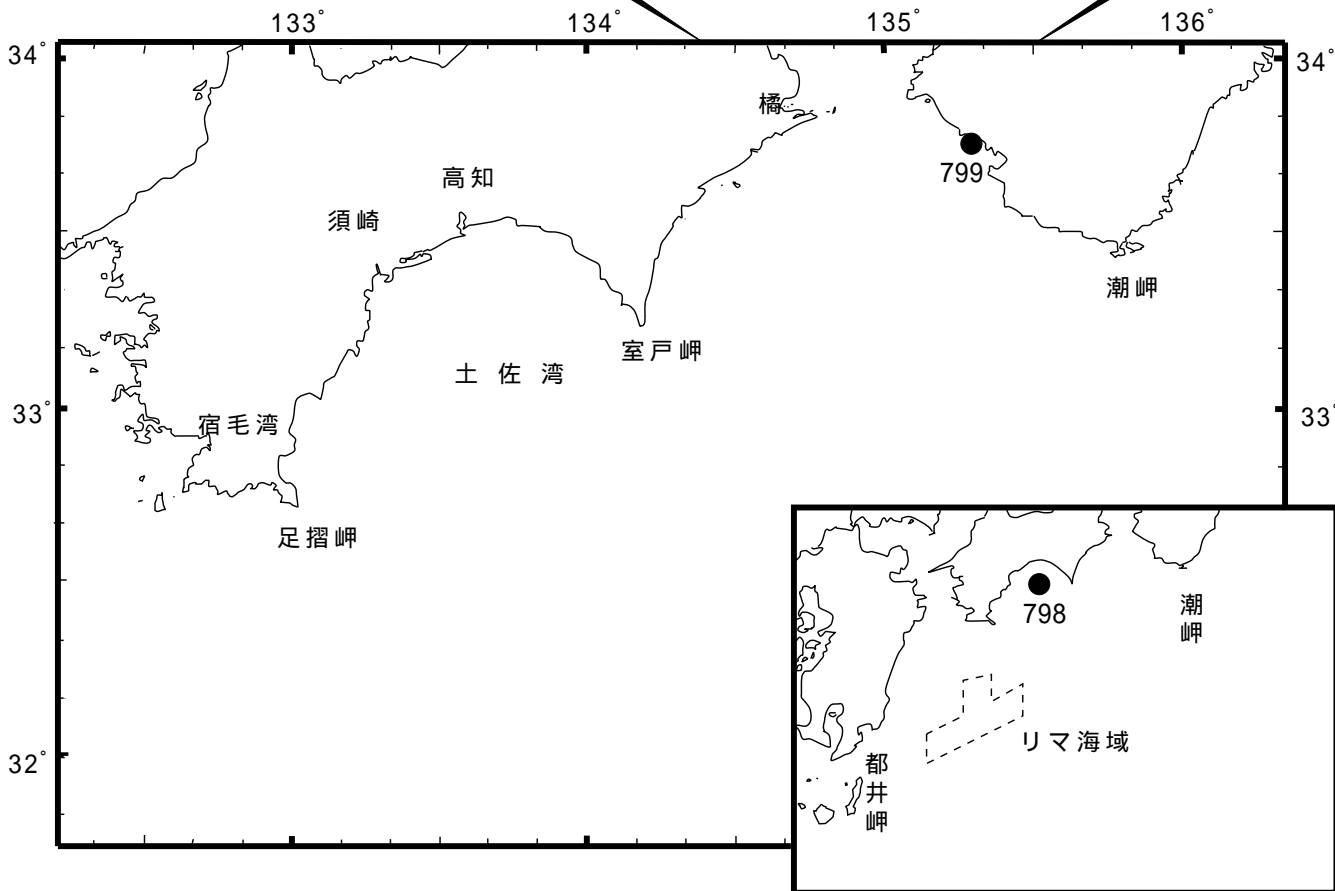 133°
134°
135°
136°
34°
34°
橘
799
高知
須崎
潮岬
室戸岬
土佐湾
33°
33°
宿毛湾
足摺岬
798
潮岬
リマ海域
32°
都井岬